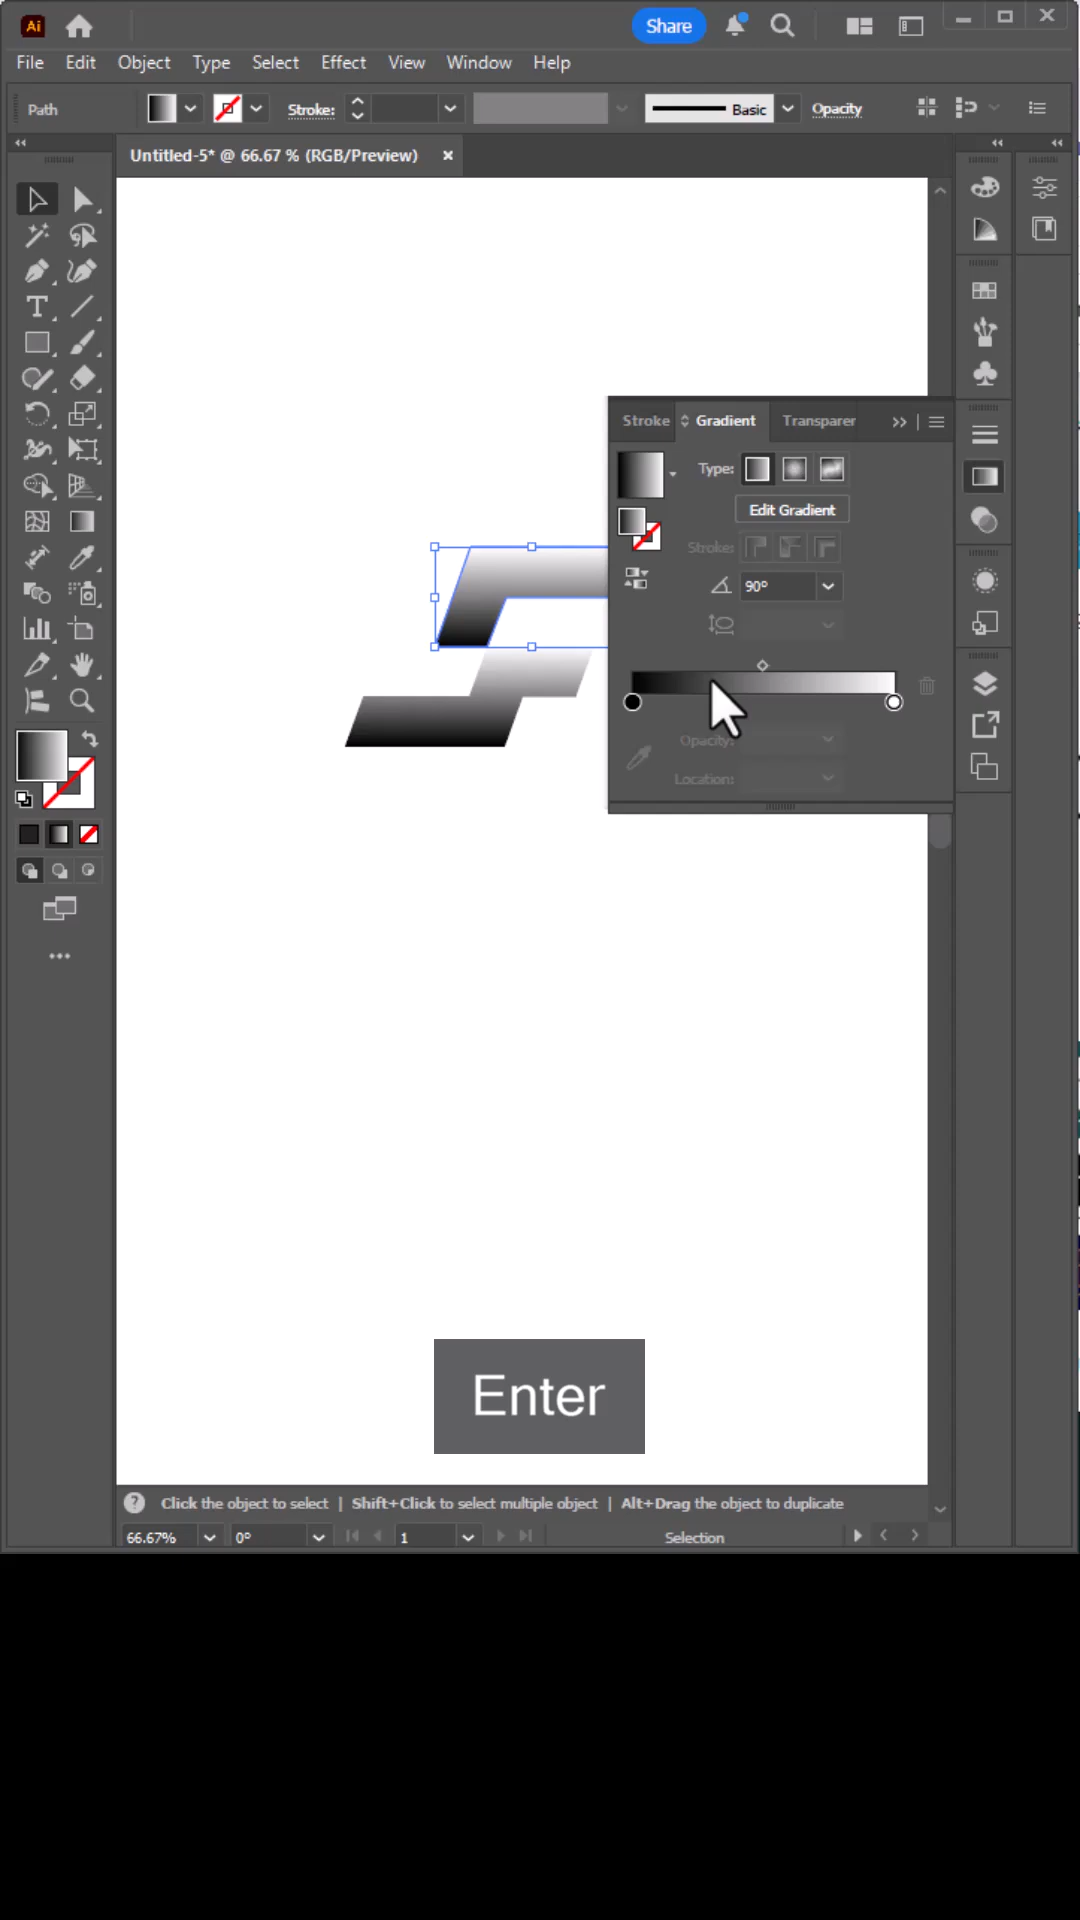 Ai
Share
File Edit Object Type Select Effect View Window Help
Path Stroke: Basic Opacity
Untitled-5* @ 66.67 % (RGB/Preview) ×
Stroke Gradient Transparer
Type:
Edit Gradient
Stroke:
90°
Opacity:
Location:
Enter
Click the object to select | Shift+Click to select multiple object | Alt+Drag the object to duplicate
66.67% 0° 1 Selection